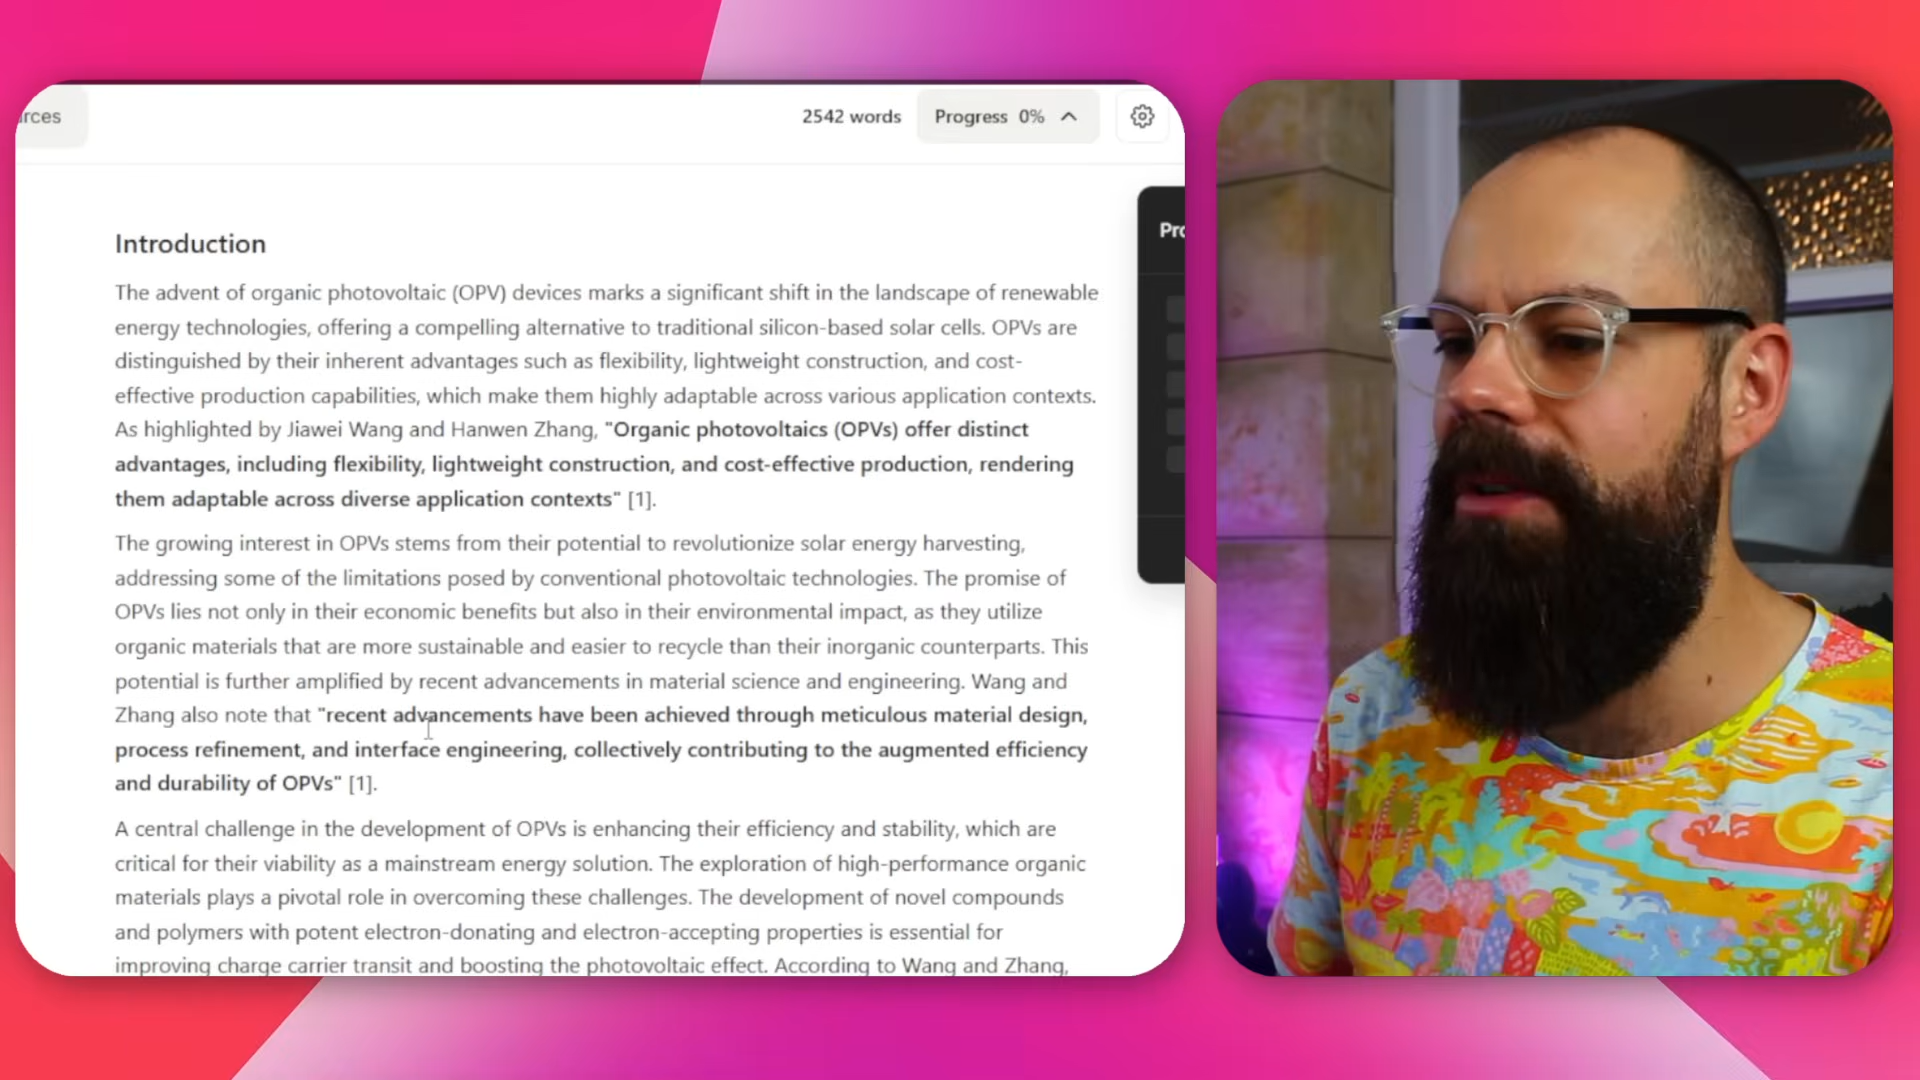 rces
2542 words
Progress 0%
Pro
Introduction
The advent of organic photovoltaic (OPV) devices marks a significant shift in the landscape of renewable
energy technologies, offering a compelling alternative to traditional silicon-based solar cells. OPVs are
distinguished by their inherent advantages such as flexibility, lightweight construction, and cost-
effective production capabilities, which make them highly adaptable across various application contexts.
As highlighted by Jiawei Wang and Hanwen Zhang, "Organic photovoltaics (OPVs) offer distinct
advantages, including flexibility, lightweight construction, and cost-effective production, rendering
them adaptable across diverse application contexts" [1].
The growing interest in OPVs stems from their potential to revolutionize solar energy harvesting,
addressing some of the limitations posed by conventional photovoltaic technologies. The promise of
OPVs lies not only in their economic benefits but also in their environmental impact, as they utilize
organic materials that are more sustainable and easier to recycle than their inorganic counterparts. This
potential is further amplified by recent advancements in material science and engineering. Wang and
Zhang also note that "recent advancements have been achieved through meticulous material design,
process refinement, and interface engineering, collectively contributing to the augmented efficiency
and durability of OPVs" [1].
A central challenge in the development of OPVs is enhancing their efficiency and stability, which are
critical for their viability as a mainstream energy solution. The exploration of high-performance organic
materials plays a pivotal role in overcoming these challenges. The development of novel compounds
and polymers with potent electron-donating and electron-accepting properties is essential for
improving charge carrier transit and boosting the photovoltaic effect. According to Wang and Zhang,